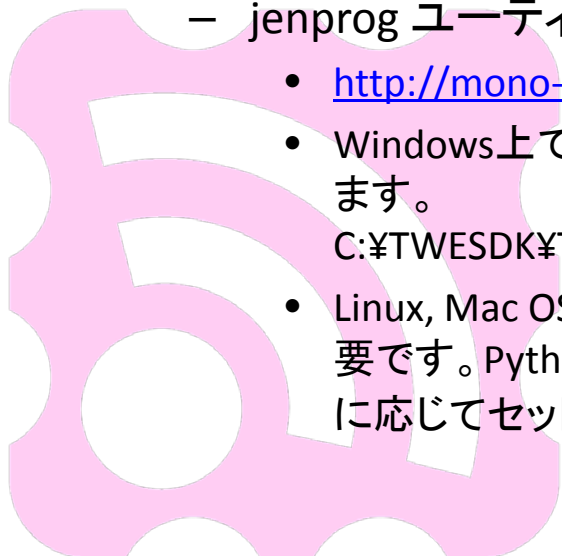 – jenprog ユーティ
• http://mono-
• Windows上で
ます。
C:¥TWESDK¥
• Linux, Mac OS
要です。Pyth
に応じてセッ